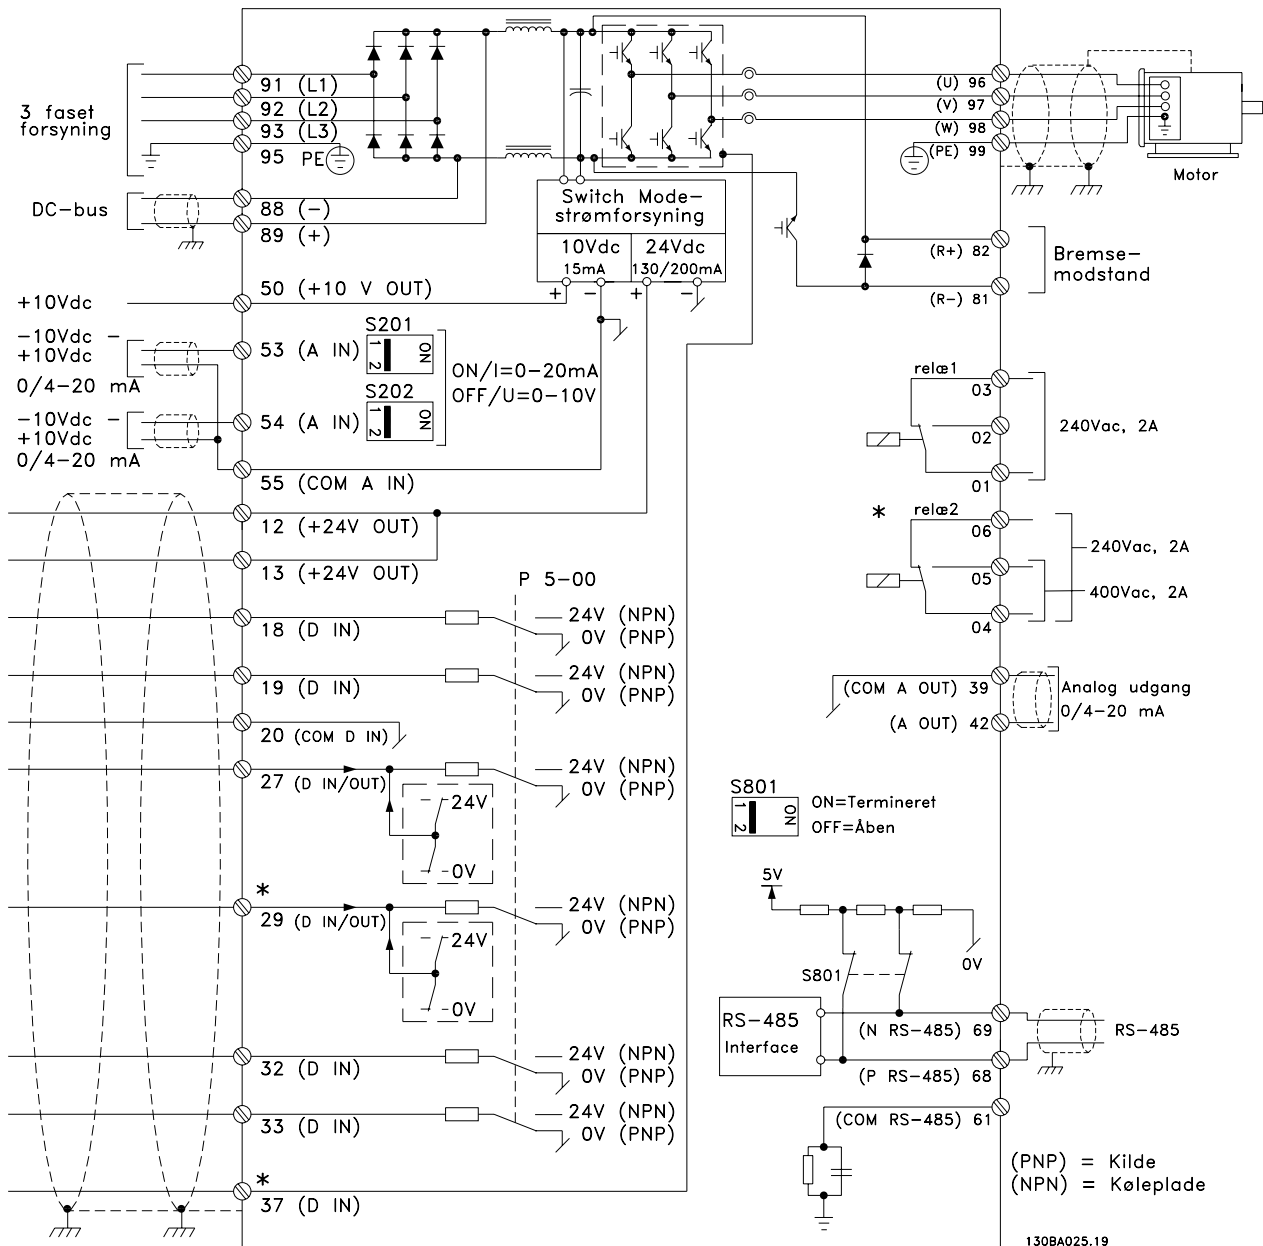 3 faset
forsyning
91 (L1)
92 (L2)
93 (L3)
95 PE
DC-bus
88 (-)
89 (+)
Switch Mode-
strømforsyning
10Vdc
15mA
24Vdc
130/200mA
+ - + -
(U) 96
(V) 97
(W) 98
(PE) 99
Motor
(R+) 82
(R-) 81
Bremse-
modstand
+10Vdc
50 (+10 V OUT)
-10Vdc -
+10Vdc
0/4-20 mA
53 (A IN)
S201
1 2 ON
ON/I=0-20mA
OFF/U=0-10V
S202
1 2 ON
-10Vdc -
+10Vdc
0/4-20 mA
54 (A IN)
55 (COM A IN)
12 (+24V OUT)
13 (+24V OUT)
P 5-00
18 (D IN)
24V (NPN)
0V (PNP)
19 (D IN)
24V (NPN)
0V (PNP)
20 (COM D IN)
27 (D IN/OUT)
24V (NPN)
0V (PNP)
24V
0V
*
29 (D IN/OUT)
24V (NPN)
0V (PNP)
24V
0V
32 (D IN)
24V (NPN)
0V (PNP)
33 (D IN)
24V (NPN)
0V (PNP)
*
37 (D IN)
relæ1
03
02
01
240Vac, 2A
*
relæ2
06
05
04
240Vac, 2A
400Vac, 2A
(COM A OUT) 39
(A OUT) 42
Analog udgang
0/4-20 mA
S801
1 2 ON
ON=Termineret
OFF=Åben
5V
0V
S801
RS-485
Interface
(N RS-485) 69
(P RS-485) 68
RS-485
(COM RS-485) 61
(PNP) = Kilde
(NPN) = Køleplade
130BA025.19